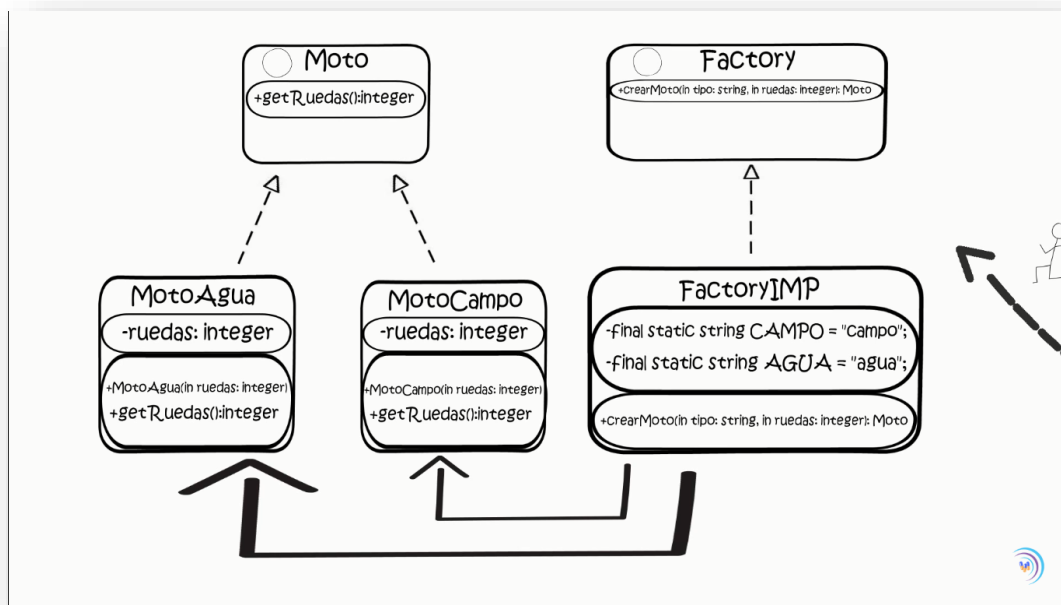 Moto
+getRuedas():integer
Factory
+crearMoto(in tipo: string, in ruedas: integer): Moto
MotoAgua
-ruedas: integer
+MotoAgua(in ruedas: integer)
+getRuedas():integer
MotoCampo
-ruedas: integer
+MotoCampo(in ruedas: integer)
+getRuedas():integer
FactoryIMP
-final static string CAMPO = "campo";
-final static string AGUA = "agua";
+crearMoto(in tipo: string, in ruedas: integer): Moto